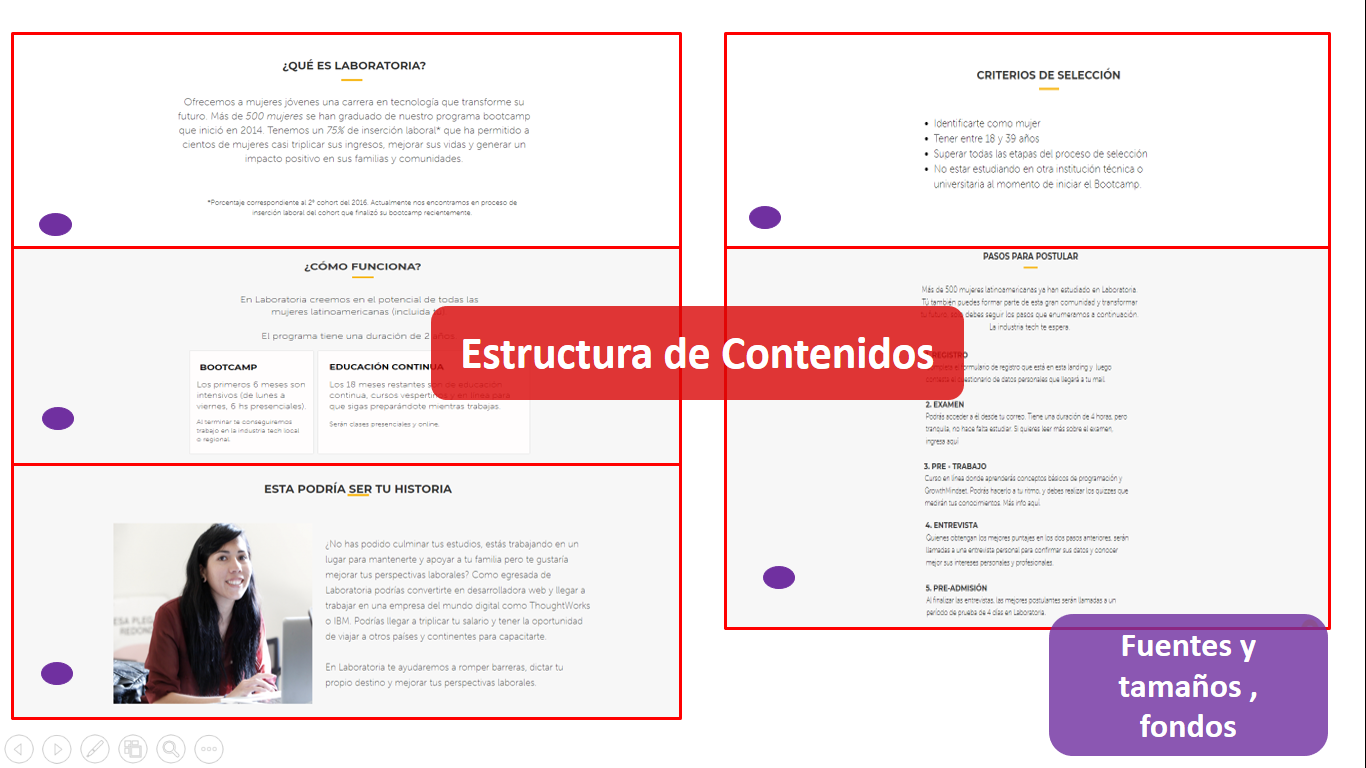 ¿QUÉ ES LABORATORIA?
Ofrecemos a mujeres jóvenes una carrera en tecnología que transforme su
futuro. Más de 500 mujeres se han graduado de nuestro programa bootcamp
que inició en 2014. Tenemos un 75% de inserción laboral* que ha permitido a
cientos de mujeres casi triplicar sus ingresos, mejorar sus vidas y generar un
impacto positivo en sus familias y comunidades.
*Porcentaje correspondiente al 2º cohort del 2016. Actualmente nos encontramos en proceso de
inserción laboral del cohort que finalizó su bootcamp recientemente.
¿CÓMO FUNCIONA?
En Laboratoria creemos en el potencial de todas las
mujeres latinoamericanas (incluida tú).
El programa tiene una duración de 2 años.
BOOTCAMP
Los primeros 6 meses son
intensivos (de lunes a
viernes, 6 hs presenciales).
Al terminar te conseguiremos
trabajo en la industria tech local
o regional.
EDUCACIÓN CONTINUA
Los 18 meses restantes son de educación
continua, cursos vespertinos y en línea para
que sigas preparándote mientras trabajas.
Serán clases presenciales y online.
ESTA PODRÍA SER TU HISTORIA
ESA PLEG
REDON
¿No has podido culminar tus estudios, estás trabajando en un
lugar para mantenerte y apoyar a tu familia pero te gustaría
mejorar tus perspectivas laborales? Como egresada de
Laboratoria podrías convertirte en desarrolladora web y llegar a
trabajar en una empresa del mundo digital como ThoughtWorks
o IBM. Podrías llegar a triplicar tu salario y tener la oportunidad
de viajar a otros países y continentes para capacitarte.
En Laboratoria te ayudaremos a romper barreras, dictar tu
propio destino y mejorar tus perspectivas laborales.
CRITERIOS DE SELECCIÓN
• Identificarte como mujer
• Tener entre 18 y 39 años
• Superar todas las etapas del proceso de selección
• No estar estudiando en otra institución técnica o
universitaria al momento de iniciar el Bootcamp.
PASOS PARA POSTULAR
Más de 500 mujeres latinoamericanas ya han estudiado en Laboratoria.
Tú también puedes formar parte de esta gran comunidad y transformar
tu futuro, sólo debes seguir los pasos que enumeramos a continuación.
La industria tech te espera.
REGISTRO
formulario de registro que está en esta landing y luego
cuestionario de datos personales que llegará a tu mail.
2. EXAMEN
Podrás acceder a él desde tu correo. Tiene una duración de 4 horas, pero
tranquila, no hace falta estudiar. Si quieres leer más sobre el examen,
ingresa aquí
3. PRE - TRABAJO
Curso en línea donde aprenderás conceptos básicos de programación y
GrowthMindset. Podrás hacerlo a tu ritmo, y debes realizar los quizzes que
medirán tus conocimientos. Más info aquí.
4. ENTREVISTA
Quienes obtengan los mejores puntajes en los dos pasos anteriores, serán
llamadas a una entrevista personal para confirmar sus datos y conocer
mejor sus intereses personales y profesionales.
5. PRE-ADMISIÓN
Al finalizar las entrevistas, las mejores postulantes serán llamadas a un
período de prueba de 4 días en Laboratoria.
Estructura de Contenidos
Fuentes y
tamaños ,
fondos